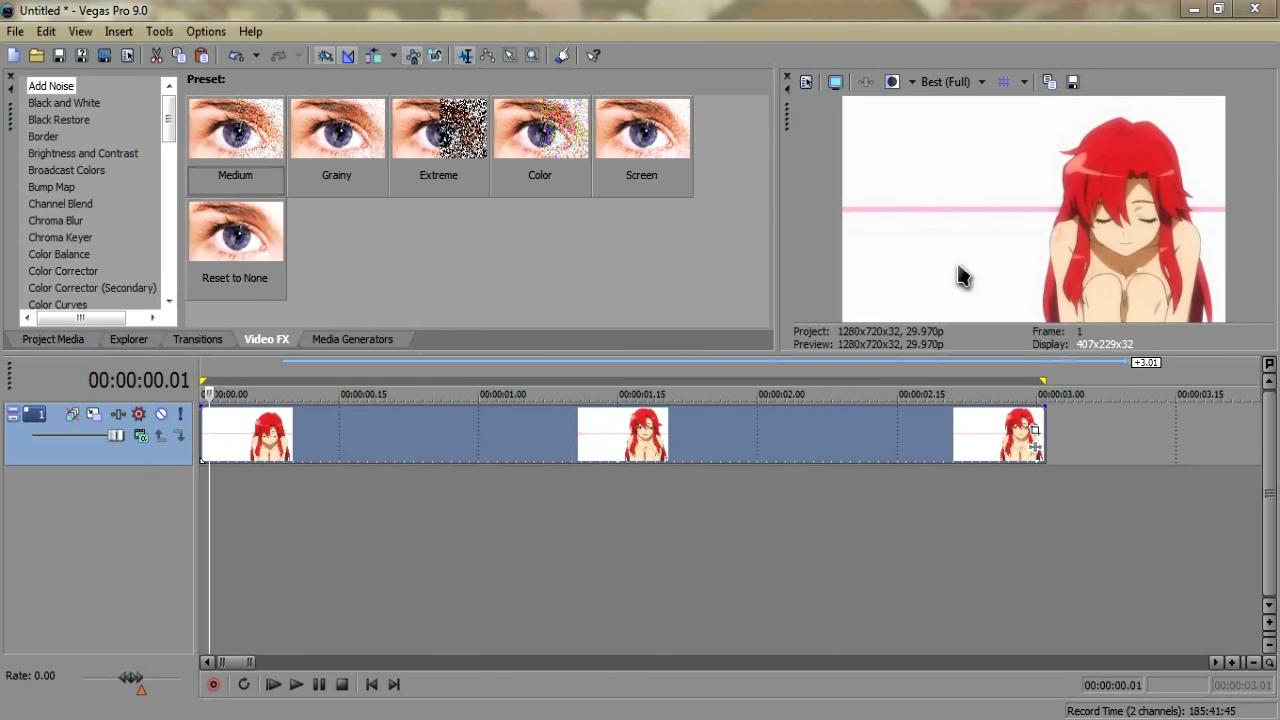 Untitled * - Vegas Pro 9.0
File Edit View Insert Tools Options Help
Preset:
Add Noise
Black and White
Black Restore
Border
Brightness and Contrast
Broadcast Colors
Bump Map
Channel Blend
Chroma Blur
Chroma Keyer
Color Balance
Color Corrector
Color Corrector (Secondary)
Color Curves
Medium Grainy Extreme Color Screen
Reset to None
Best (Full)
Project: 1280x720x32, 29.970p Frame: 1
Preview: 1280x720x32, 29.970p Display: 407x229x32
Project Media Explorer Transitions Video FX Media Generators
+3.01
00:00:00.01
00:00:00.15 00:00:01.00 00:00:01.15 00:00:02.00 00:00:02.15 00:00:03.00 00:00:03.15
1
Rate: 0.00
00:00:00.01 00:00:03.01
Record Time (2 channels): 185:41:45